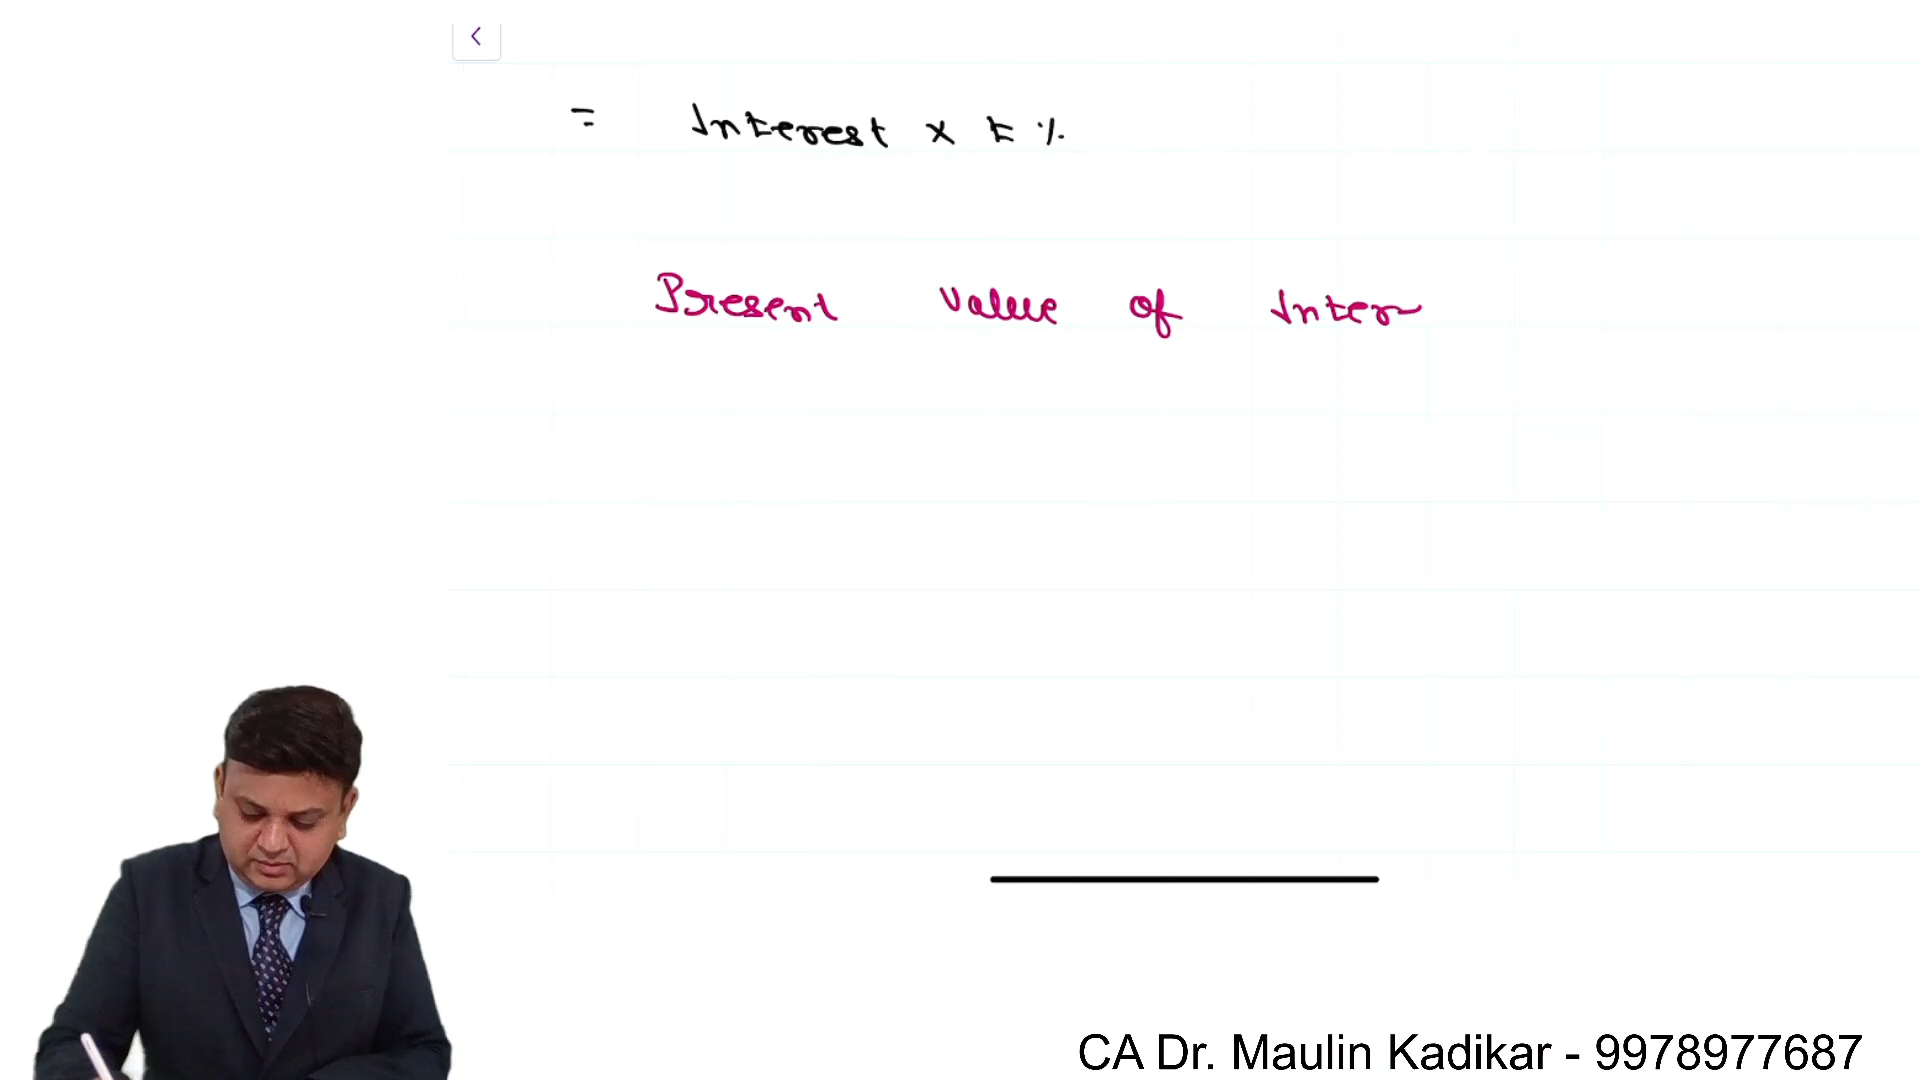 = Interest x t %
Present value of Inter
CA Dr. Maulin Kadikar - 9978977687